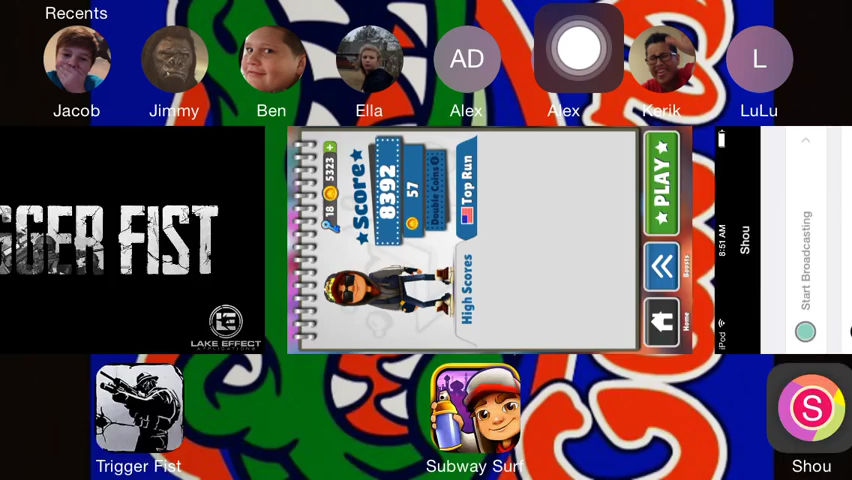 Recents
AD
L
Jacob
Jimmy
Ben
Ella
Alex
Alex
Kerik
LuLu
GGER FIST
LAKE EFFECT
APPLICATIONS
18
5323
Score
8392
57
Double Coins
Top Run
High Scores
PLAY
Boosts
Home
iPod
8:51 AM
Shou
Start Broadcasting
S
Trigger Fist
Subway Surf
Shou